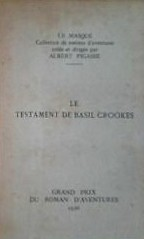 LE MASQUE
Collection de romans d'aventures
créée et dirigée par
ALBERT PIGASSE
LE
TESTAMENT DE BASIL CROOKES
GRAND PRIX
DU ROMAN D'AVENTURES
1930